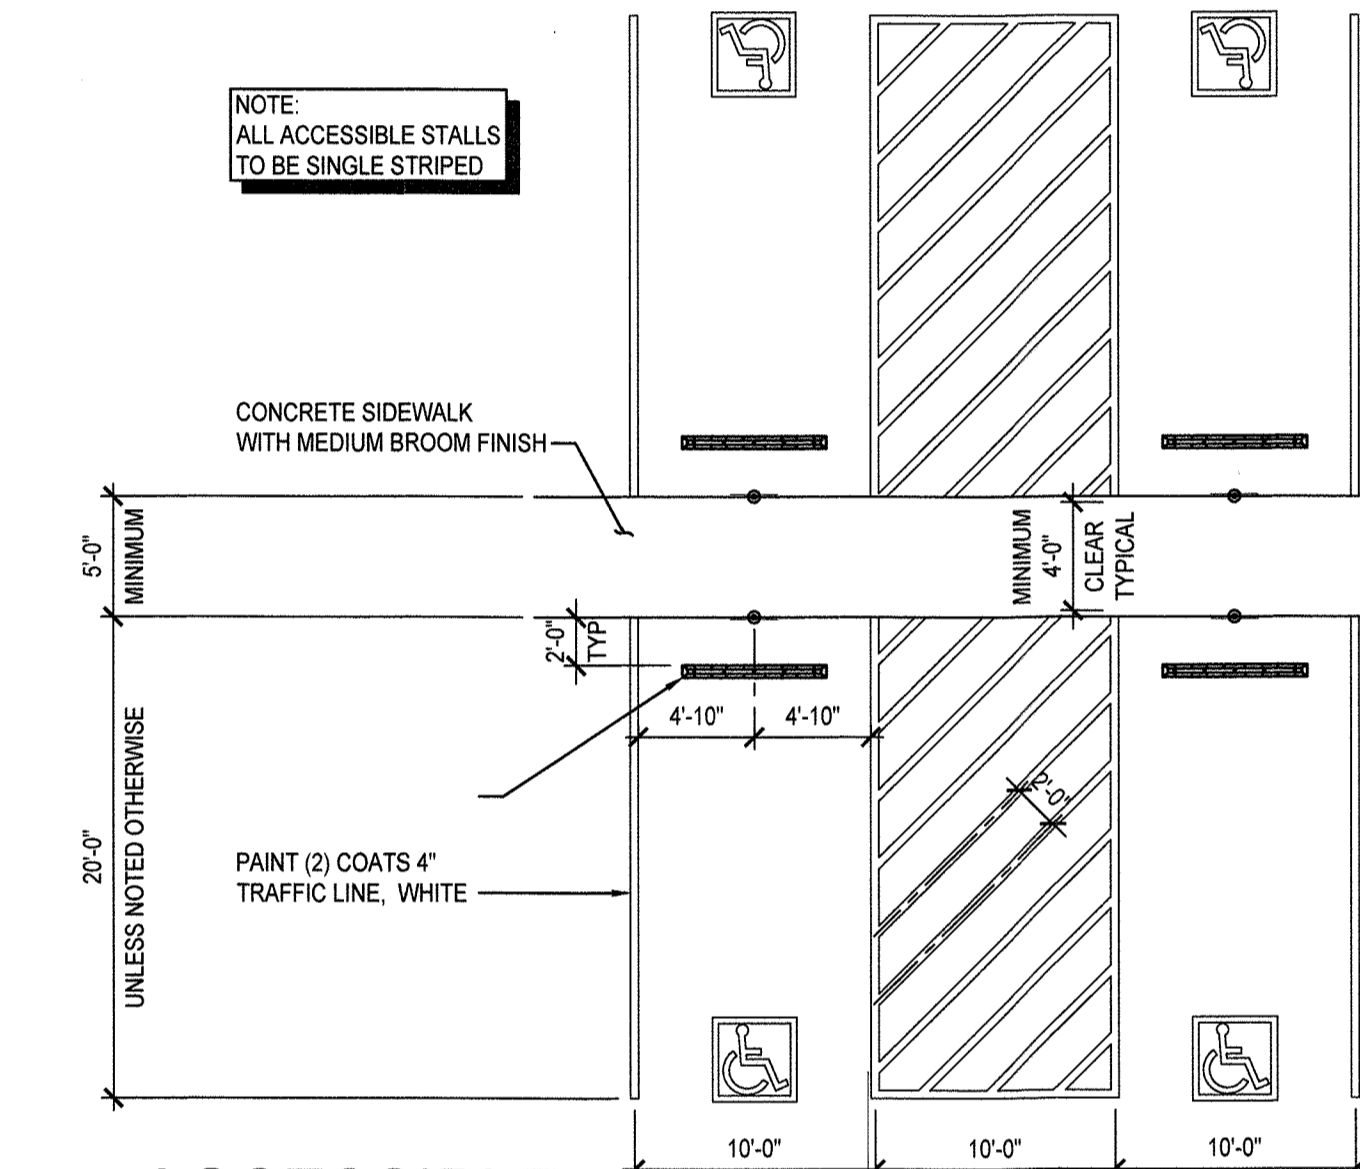 NOTE:
ALL ACCESSIBLE STALLS
TO BE SINGLE STRIPED
CONCRETE SIDEWALK
WITH MEDIUM BROOM FINISH
5'-0"
MINIMUM
MINIMUM
4'-0"
CLEAR
TYPICAL
2'-0"
TYP
4'-10"
4'-10"
2'-0"
20'-0"
UNLESS NOTED OTHERWISE
PAINT (2) COATS 4"
TRAFFIC LINE, WHITE
10'-0"
10'-0"
10'-0"